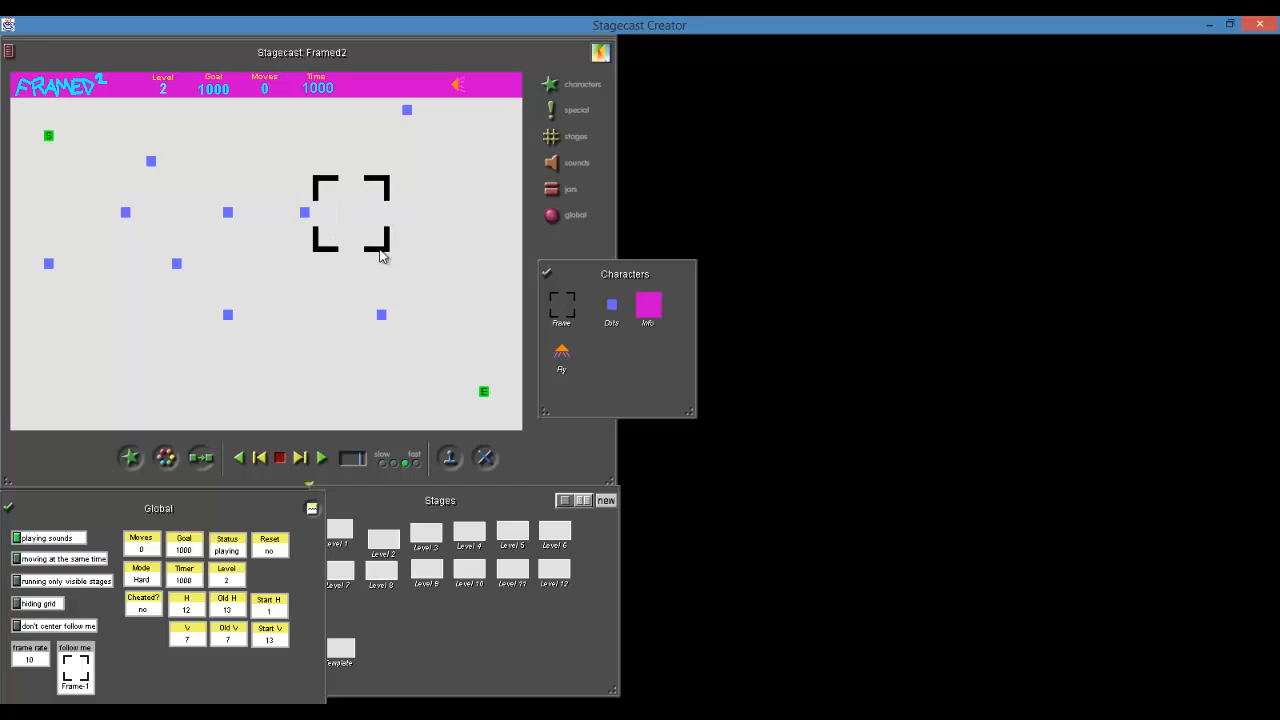 Stagecast Creator
Stagecast: Framed2
FRAMED2 Level Goal Moves Time
2 1000 0 1000
S
E
characters
special
stages
sounds
jars
global
slow fast
Characters
Frame Dots Info
Fly
Global
playing sounds
moving at the same time
running only visible stages
hiding grid
don't center follow me
frame rate
10
follow me
Frame-1
Moves Goal Status Reset
0 1000 playing no
Mode Timer Level
Hard 1000 2
Cheated? H Old H Start H
no 12 13 1
V Old V Start V
7 7 13
Stages
new
evel 1 Level 2 Level 3 Level 4 Level 5 Level 6
evel 7 Level 8 Level 9 Level 10 Level 11 Level 12
emplate